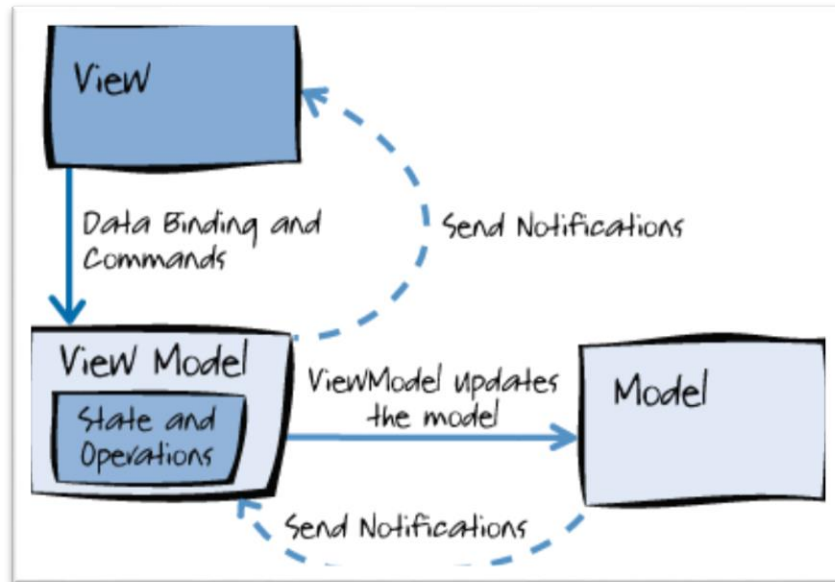 View
Data Binding and
Commands
Send Notifications
View Model
State and
Operations
ViewModel updates
the model
Model
Send Notifications